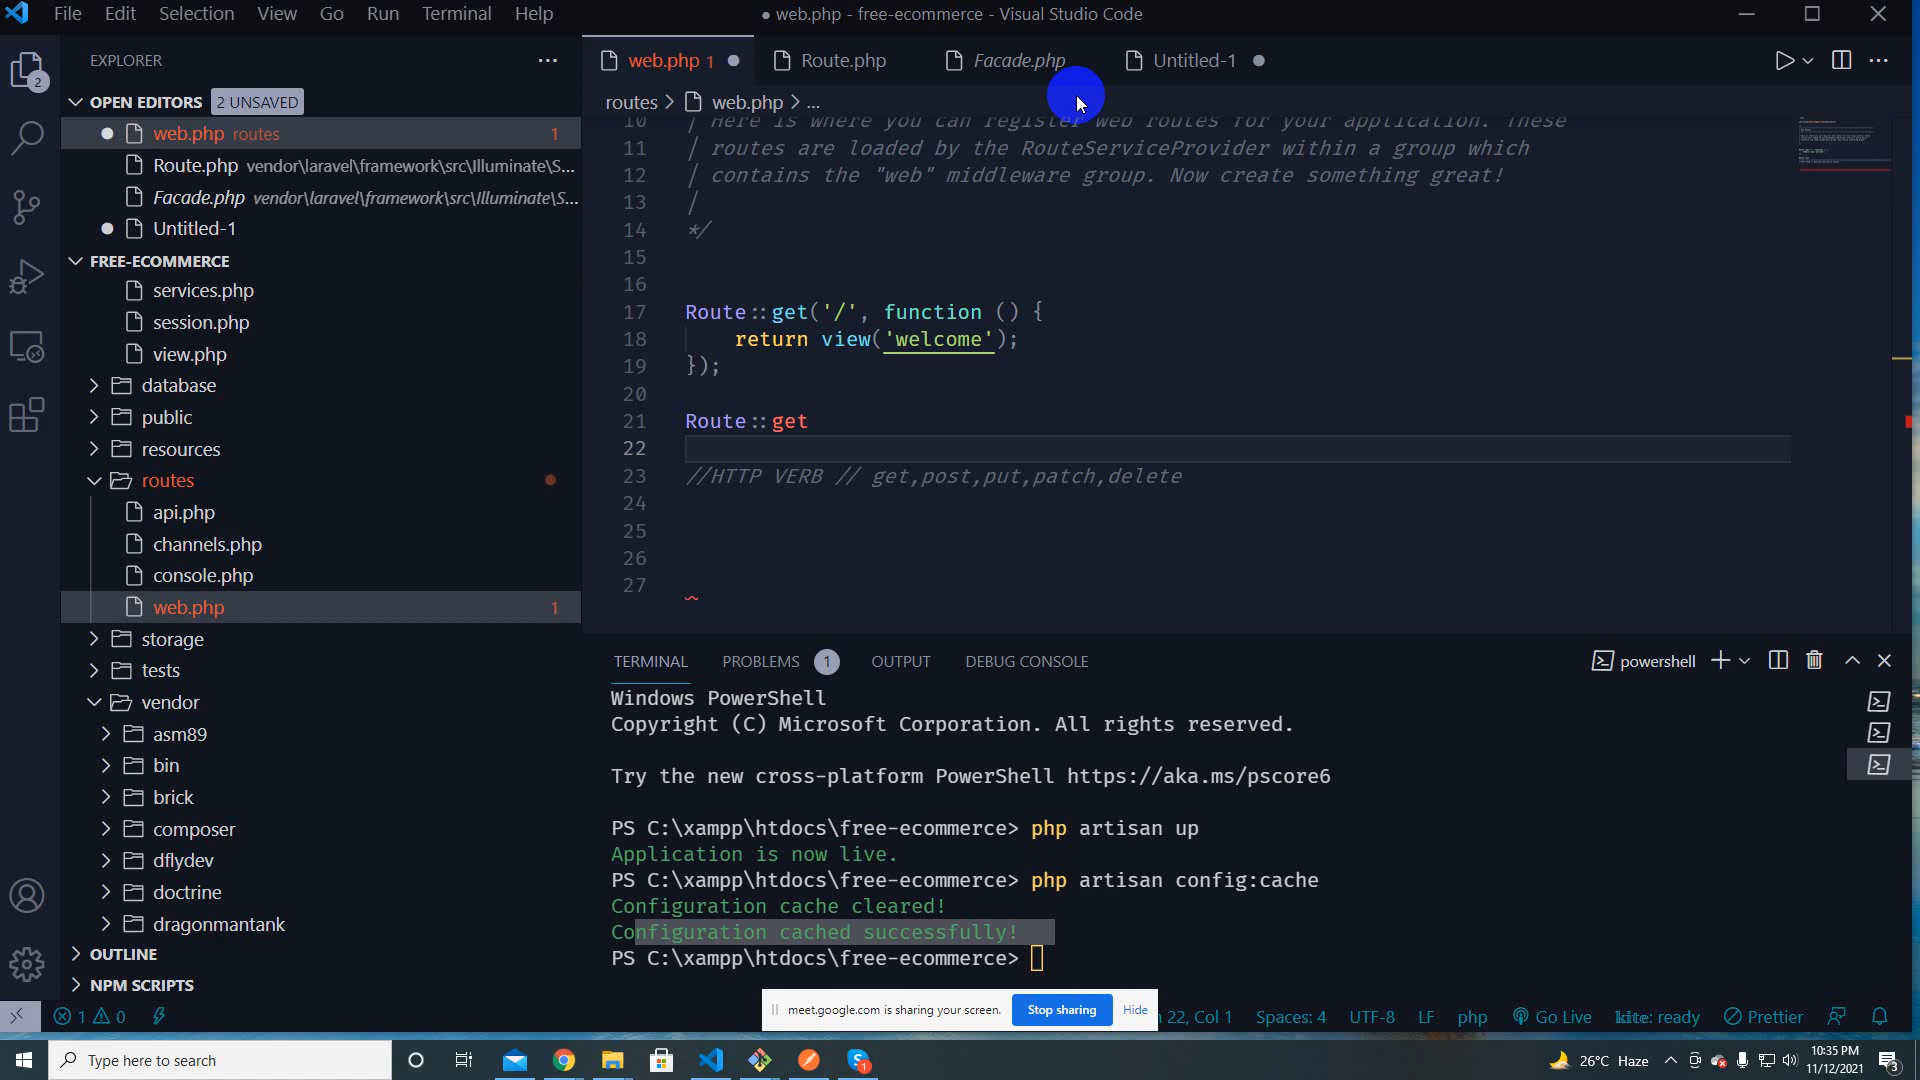 File Edit Selection View Go Run Terminal Help
● web.php - free-ecommerce - Visual Studio Code
EXPLORER
2
OPEN EDITORS 2 UNSAVED
web.php routes 1
Route.php vendor\laravel\framework\src\Illuminate\S...
Facade.php vendor\laravel\framework\src\Illuminate\S...
Untitled-1
FREE-ECOMMERCE
services.php
session.php
view.php
database
public
resources
routes
api.php
channels.php
console.php
web.php 1
storage
tests
vendor
asm89
bin
brick
composer
dflydev
doctrine
dragonmantank
OUTLINE
NPM SCRIPTS
web.php 1 Route.php Facade.php Untitled-1
routes > web.php > ...
10 | Here is where you can register web routes for your application. These
11 | routes are loaded by the RouteServiceProvider within a group which
12 | contains the "web" middleware group. Now create something great!
13 |
14 */
15
16
17 Route::get('/', function () {
18 return view('welcome');
19 });
20
21 Route::get
22
23 //HTTP VERB // get,post,put,patch,delete
24
25
26
27
TERMINAL PROBLEMS 1 OUTPUT DEBUG CONSOLE
powershell
Windows PowerShell
Copyright (C) Microsoft Corporation. All rights reserved.
Try the new cross-platform PowerShell https://aka.ms/pscore6
PS C:\xampp\htdocs\free-ecommerce> php artisan up
Application is now live.
PS C:\xampp\htdocs\free-ecommerce> php artisan config:cache
Configuration cache cleared!
Configuration cached successfully!
PS C:\xampp\htdocs\free-ecommerce>
meet.google.com is sharing your screen. Stop sharing Hide
1 0
22, Col 1 Spaces: 4 UTF-8 LF php Go Live kite: ready Prettier
Type here to search
1
26°C Haze
10:35 PM
11/12/2021
3